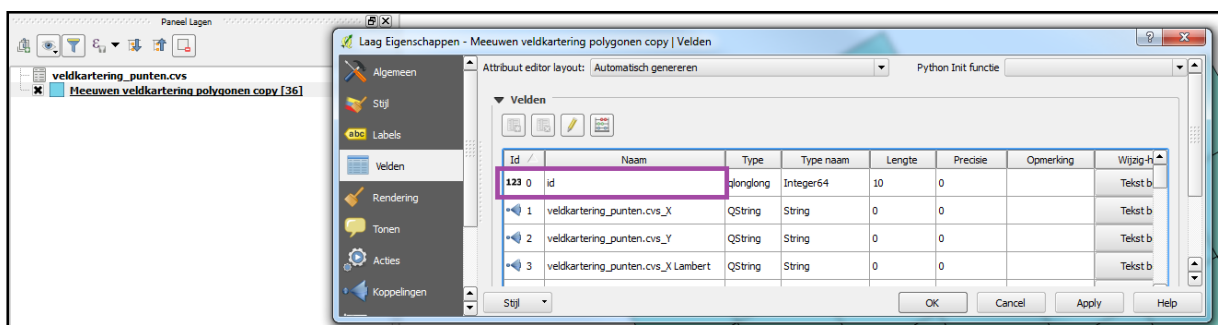 Paneel Lagen
veldkartering_punten.cvs
Meeuwen veldkartering polygonen copy [36]
Laag Eigenschappen - Meeuwen veldkartering polygonen copy | Velden
Algemeen
Stijl
abc Labels
Velden
Rendering
Tonen
Acties
Koppelingen
Attribuut editor layout: Automatisch genereren Python Init functie
Velden
Id Naam Type Type naam Lengte Precisie Opmerking Wijzig-h
123 0 id qlonglong Integer64 10 0 Tekst b
1 veldkartering_punten.cvs_X QString String 0 0 Tekst b
2 veldkartering_punten.cvs_Y QString String 0 0 Tekst b
3 veldkartering_punten.cvs_X Lambert QString String 0 0 Tekst b
Stijl OK Cancel Apply Help